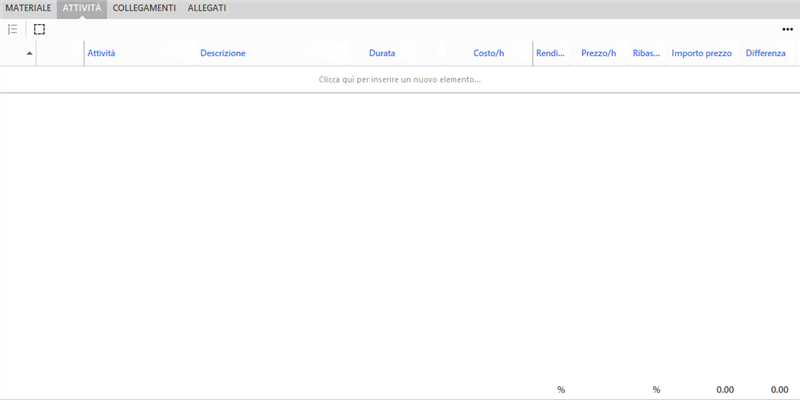 MATERIALE ATTIVITÀ COLLEGAMENTI ALLEGATI
Attività Descrizione Durata Costo/h Rendi... Prezzo/h Ribas... Importo prezzo Differenza
Clicca qui per inserire un nuovo elemento...
% % 0.00 0.00